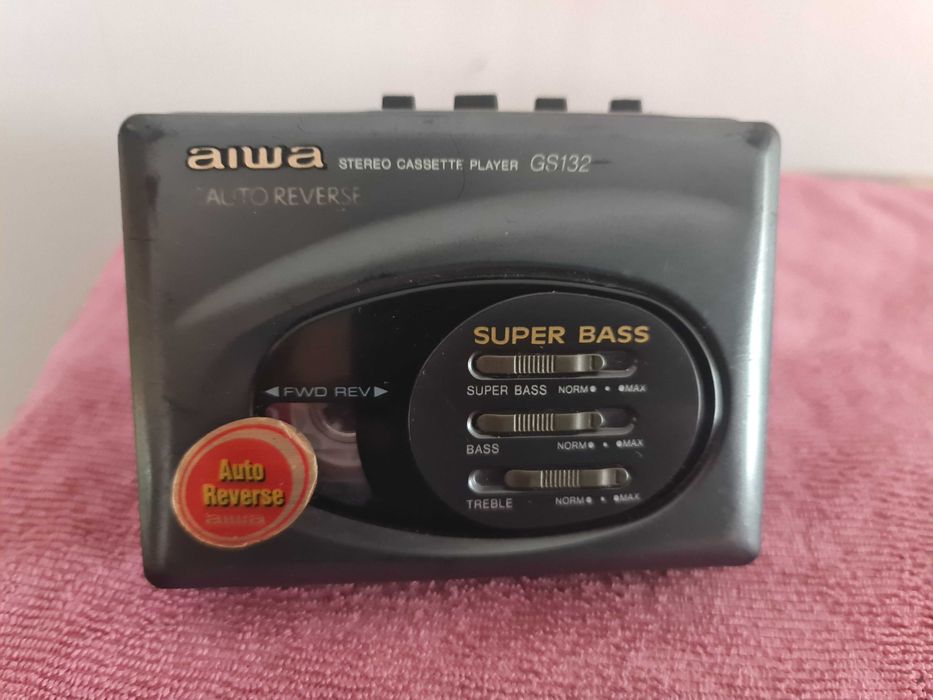 aiwa STEREO CASSETTE PLAYER GS132
AUTO REVERSE
SUPER BASS
SUPER BASS NORM MAX
◀ FWD REV ▶
BASS NORM MAX
TREBLE NORM MAX
Auto
Reverse
aiwa